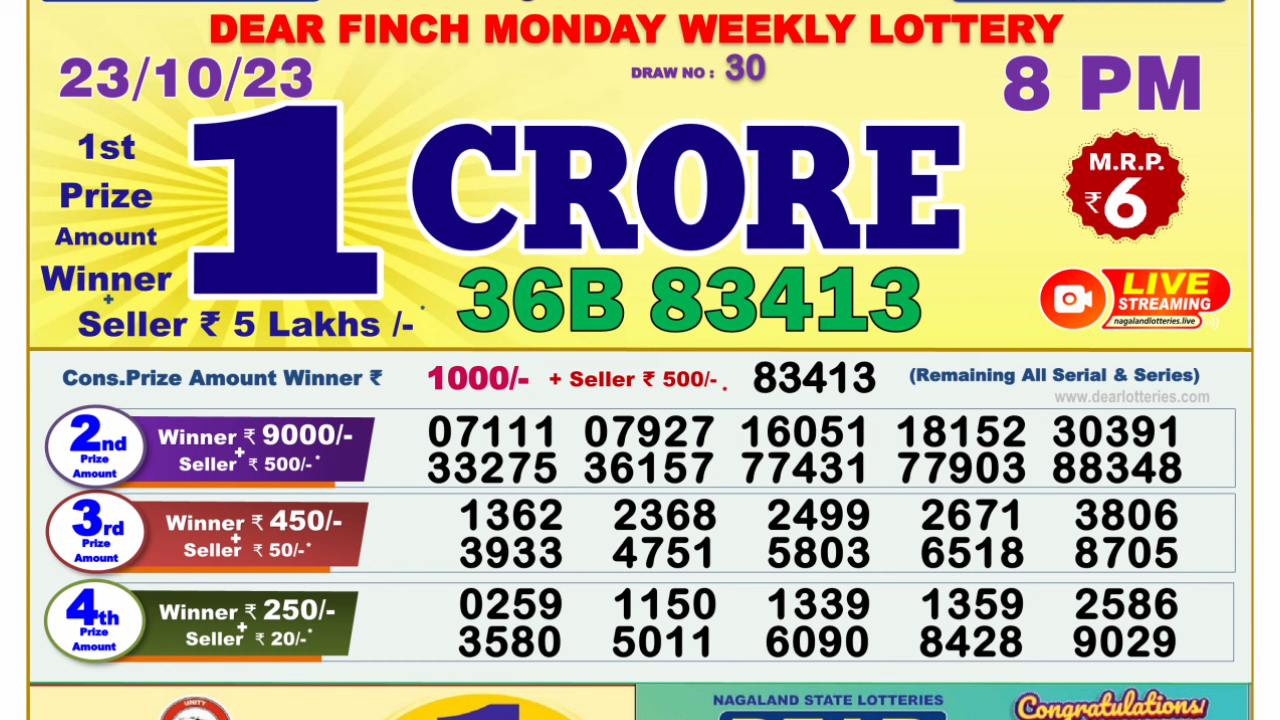 DEAR FINCH MONDAY WEEKLY LOTTERY
23/10/23
DRAW NO : 30
8 PM
1st
Prize
Amount
Winner
+
Seller ₹ 5 Lakhs /- *
1 CRORE
36B 83413
M.R.P.
₹ 6
LIVE
STREAMING
nagalandlotteries.live
Cons.Prize Amount Winner ₹ 1000/- + Seller ₹ 500/- . 83413 (Remaining All Serial & Series)
www.dearlotteries.com
2nd
Prize
Amount
Winner ₹ 9000/-
+
Seller ₹ 500/- *
07111 07927 16051 18152 30391
33275 36157 77431 77903 88348
3rd
Prize
Amount
Winner ₹ 450/-
+
Seller ₹ 50/- *
1362 2368 2499 2671 3806
3933 4751 5803 6518 8705
4th
Prize
Amount
Winner ₹ 250/-
+
Seller ₹ 20/- *
0259 1150 1339 1359 2586
3580 5011 6090 8428 9029
UNITY
1
NAGALAND STATE LOTTERIES
DEAR
Congratulations!